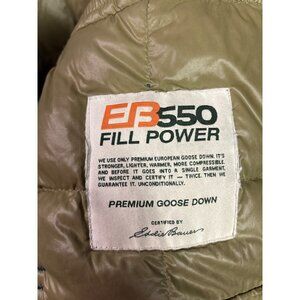 EB550
FILL POWER
WE USE ONLY PREMIUM EUROPEAN GOOSE DOWN. IT'S
STRONGER, LIGHTER, WARMER, MORE COMPRESSIBLE.
AND BEFORE IT GOES INTO A SINGLE GARMENT,
WE INSPECT AND CERTIFY IT — TWICE. THEN WE
GUARANTEE IT. UNCONDITIONALLY.
PREMIUM GOOSE DOWN
CERTIFIED BY
Eddie Bauer